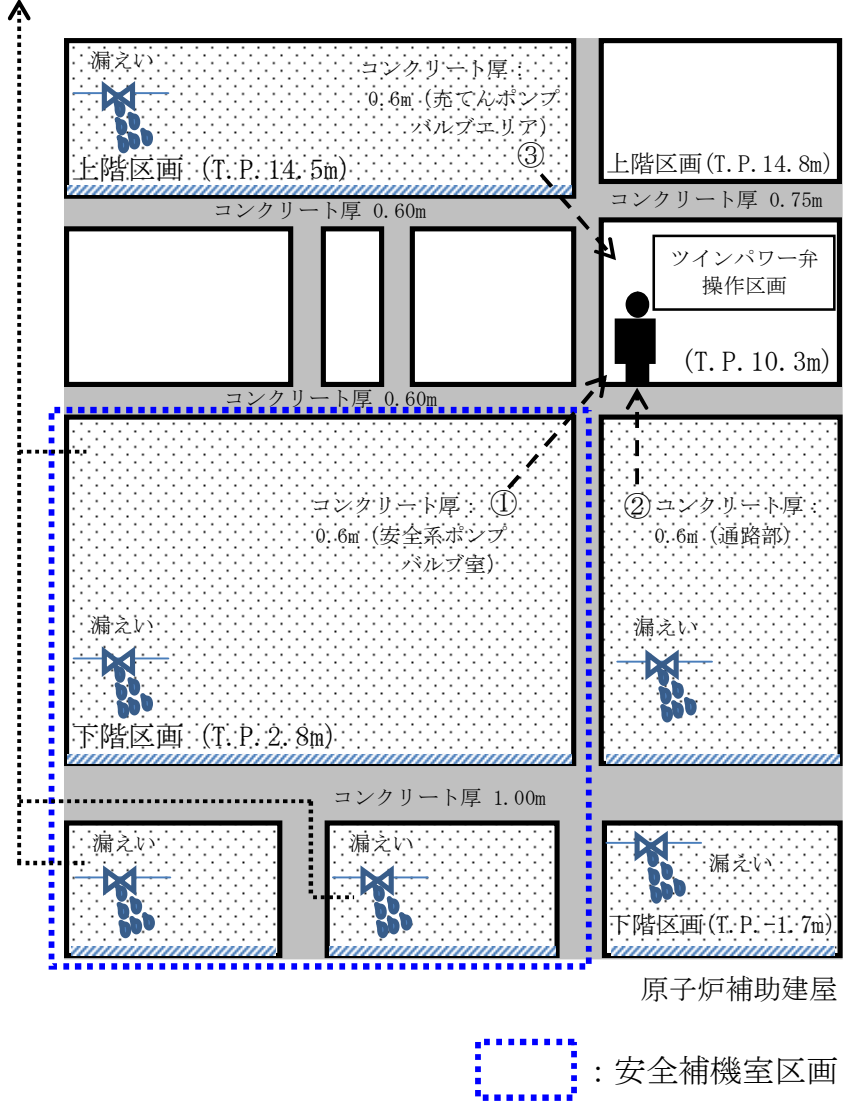 漏えい
コンクリート厚：
0.6m（充てんポンプ
バルブエリア）
③
上階区画（T.P.14.5m）
上階区画(T.P.14.8m)
コンクリート厚 0.60m
コンクリート厚 0.75m
ツインパワー弁
操作区画
(T.P.10.3m)
コンクリート厚 0.60m
コンクリート厚：①
0.6m（安全系ポンプ
バルブ室）
②コンクリート厚：
0.6m（通路部）
漏えい
漏えい
下階区画（T.P.2.8m）
コンクリート厚 1.00m
漏えい
漏えい
漏えい
下階区画(T.P.-1.7m)
原子炉補助建屋
：安全補機室区画